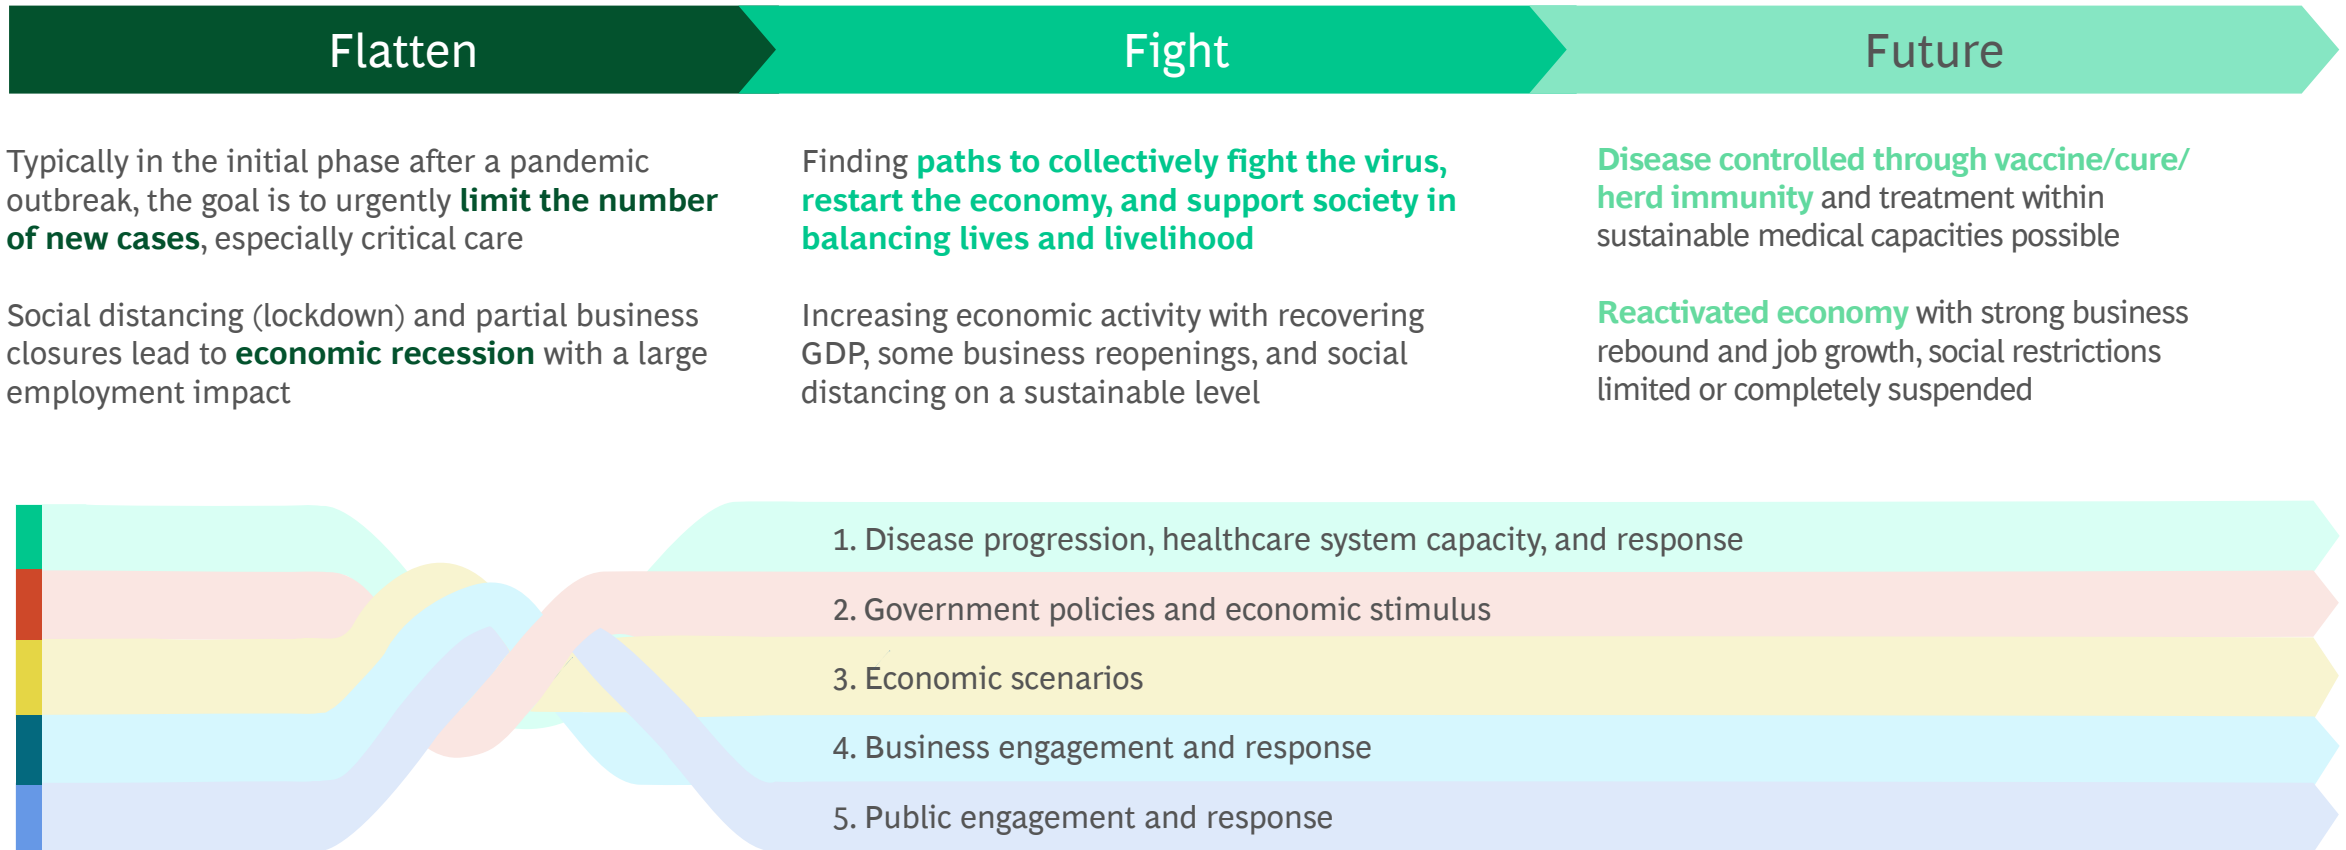 Flatten
Fight
Future
Typically in the initial phase after a pandemic
outbreak, the goal is to urgently limit the number
of new cases, especially critical care
Social distancing (lockdown) and partial business
closures lead to economic recession with a large
employment impact
Finding paths to collectively fight the virus,
restart the economy, and support society in
balancing lives and livelihood
Increasing economic activity with recovering
GDP, some business reopenings, and social
distancing on a sustainable level
Disease controlled through vaccine/cure/
herd immunity and treatment within
sustainable medical capacities possible
Reactivated economy with strong business
rebound and job growth, social restrictions
limited or completely suspended
1. Disease progression, healthcare system capacity, and response
2. Government policies and economic stimulus
3. Economic scenarios
4. Business engagement and response
5. Public engagement and response